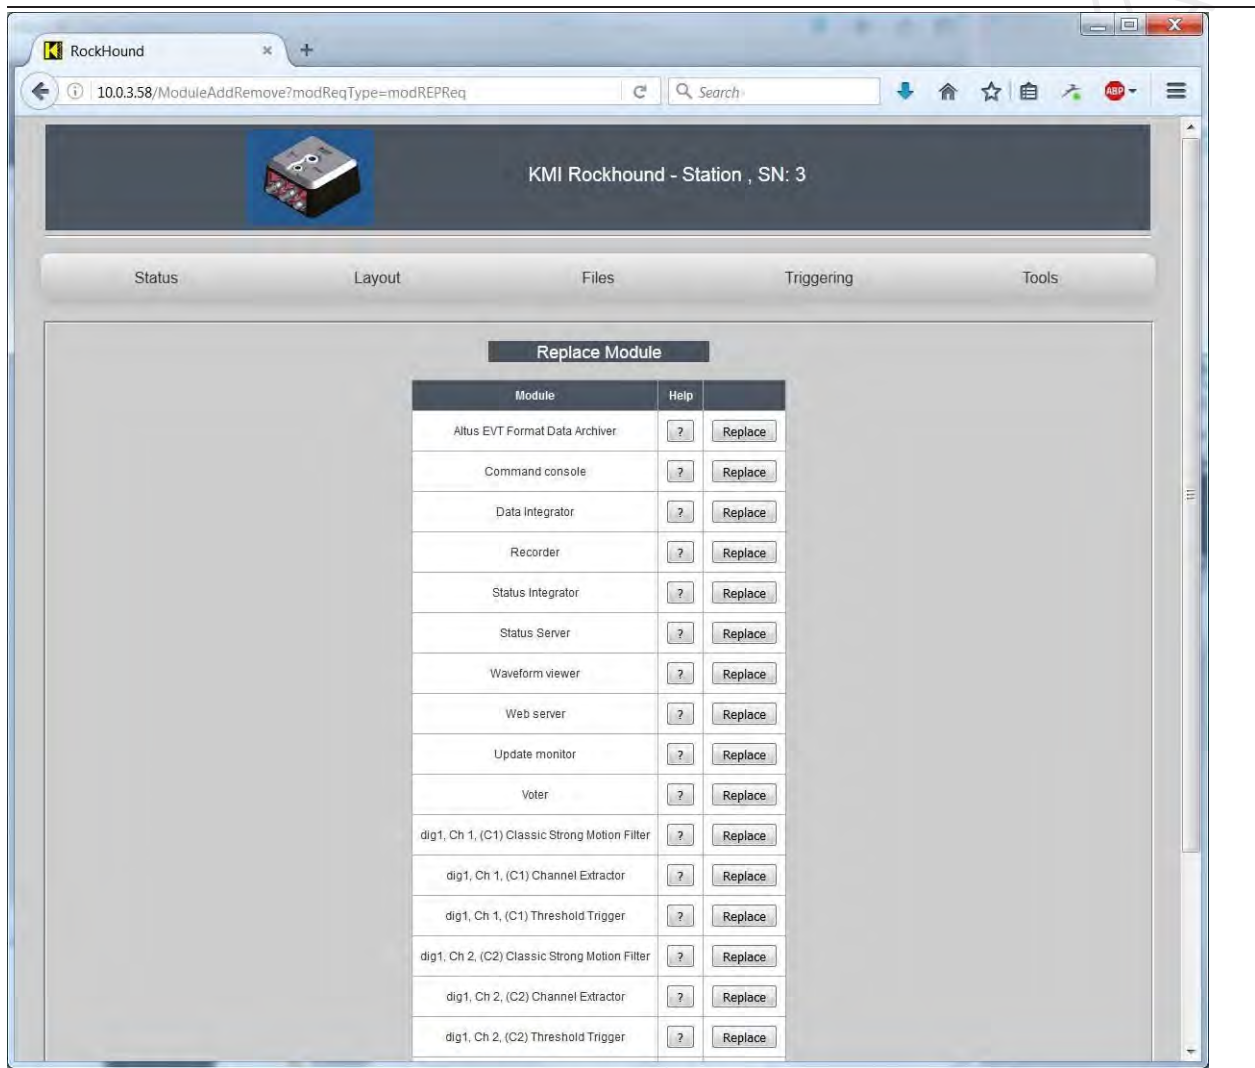 RockHound
10.0.3.58/ModuleAddRemove?modReqType=modREPReq
Search
ABP
KMI Rockhound - Station , SN: 3
Status Layout Files Triggering Tools
Replace Module
Module Help
Altus EVT Format Data Archiver ? Replace
Command console ? Replace
Data Integrator ? Replace
Recorder ? Replace
Status Integrator ? Replace
Status Server ? Replace
Waveform viewer ? Replace
Web server ? Replace
Update monitor ? Replace
Voter ? Replace
dig1, Ch 1, (C1) Classic Strong Motion Filter ? Replace
dig1, Ch 1, (C1) Channel Extractor ? Replace
dig1, Ch 1, (C1) Threshold Trigger ? Replace
dig1, Ch 2, (C2) Classic Strong Motion Filter ? Replace
dig1, Ch 2, (C2) Channel Extractor ? Replace
dig1, Ch 2, (C2) Threshold Trigger ? Replace